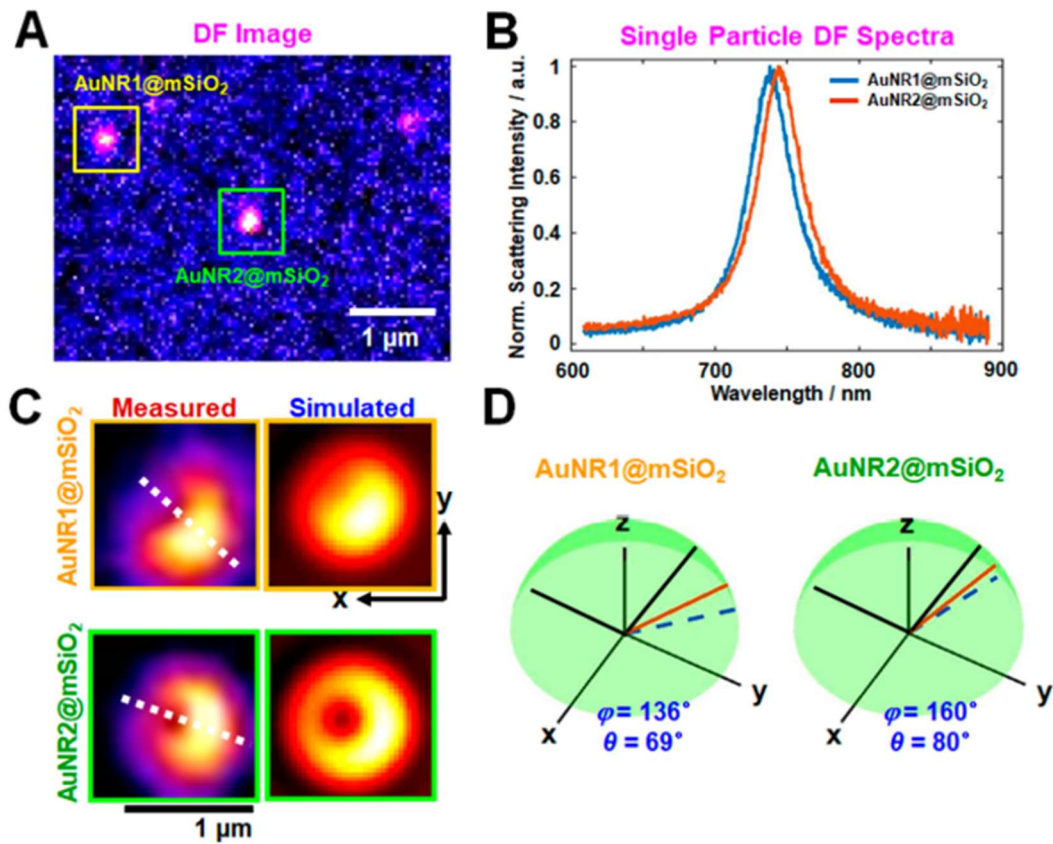 A
DF Image
AuNR1@mSiO₂
AuNR2@mSiO₂
1 µm
B
Single Particle DF Spectra
AuNR1@mSiO₂
AuNR2@mSiO₂
Norm. Scattering Intensity / a.u.
1
0.8
0.6
0.4
0.2
0
600
700
800
900
Wavelength / nm
C
Measured
Simulated
AuNR1@mSiO₂
y
x
AuNR2@mSiO₂
1 µm
D
AuNR1@mSiO₂
z
y
x
φ = 136°
θ = 69°
AuNR2@mSiO₂
z
y
x
φ = 160°
θ = 80°